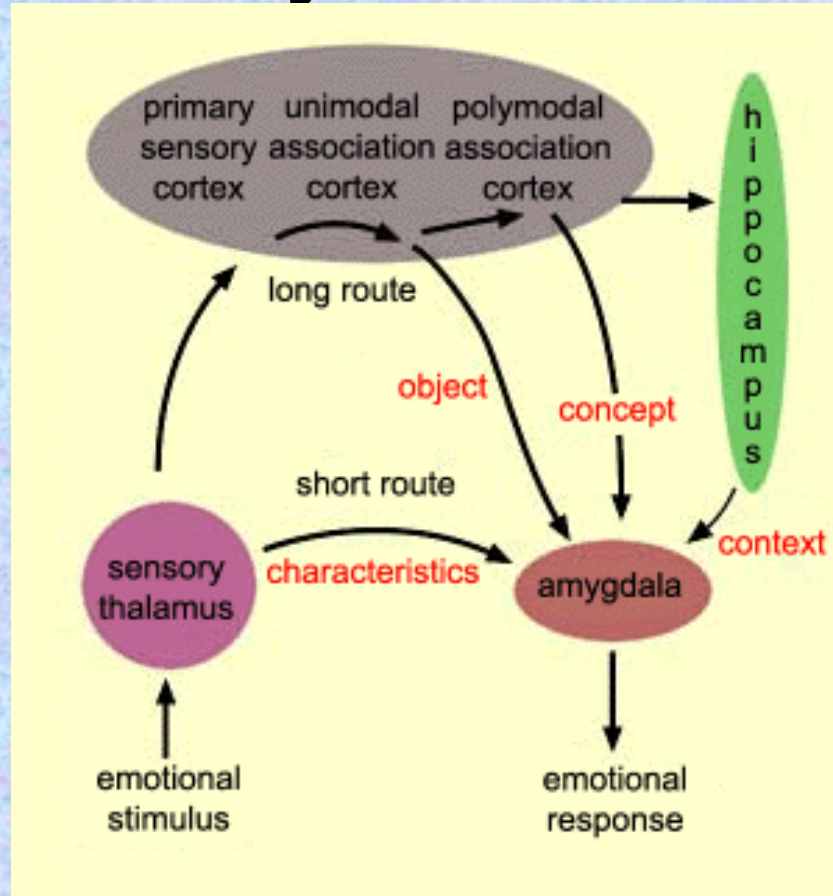 primary
sensory
cortex
unimodal
association
cortex
polymodal
association
cortex
hippocampus
long route
object
concept
short route
characteristics
context
sensory
thalamus
amygdala
emotional
stimulus
emotional
response